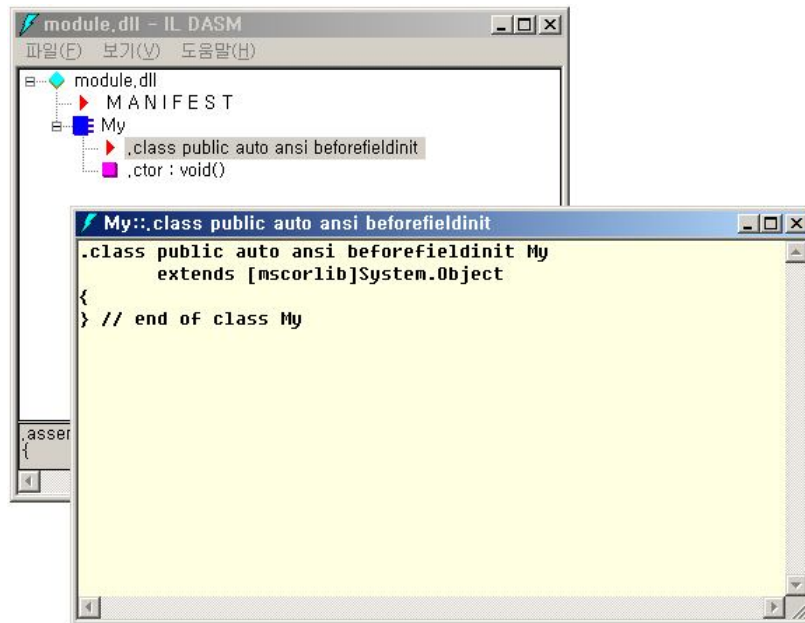 module.dll - IL DASM
파일(F) 보기(V) 도움말(H)
module.dll
M A N I F E S T
My
.class public auto ansi beforefieldinit
.ctor : void()
.assem
{
My::.class public auto ansi beforefieldinit
.class public auto ansi beforefieldinit My
extends [mscorlib]System.Object
{
} // end of class My